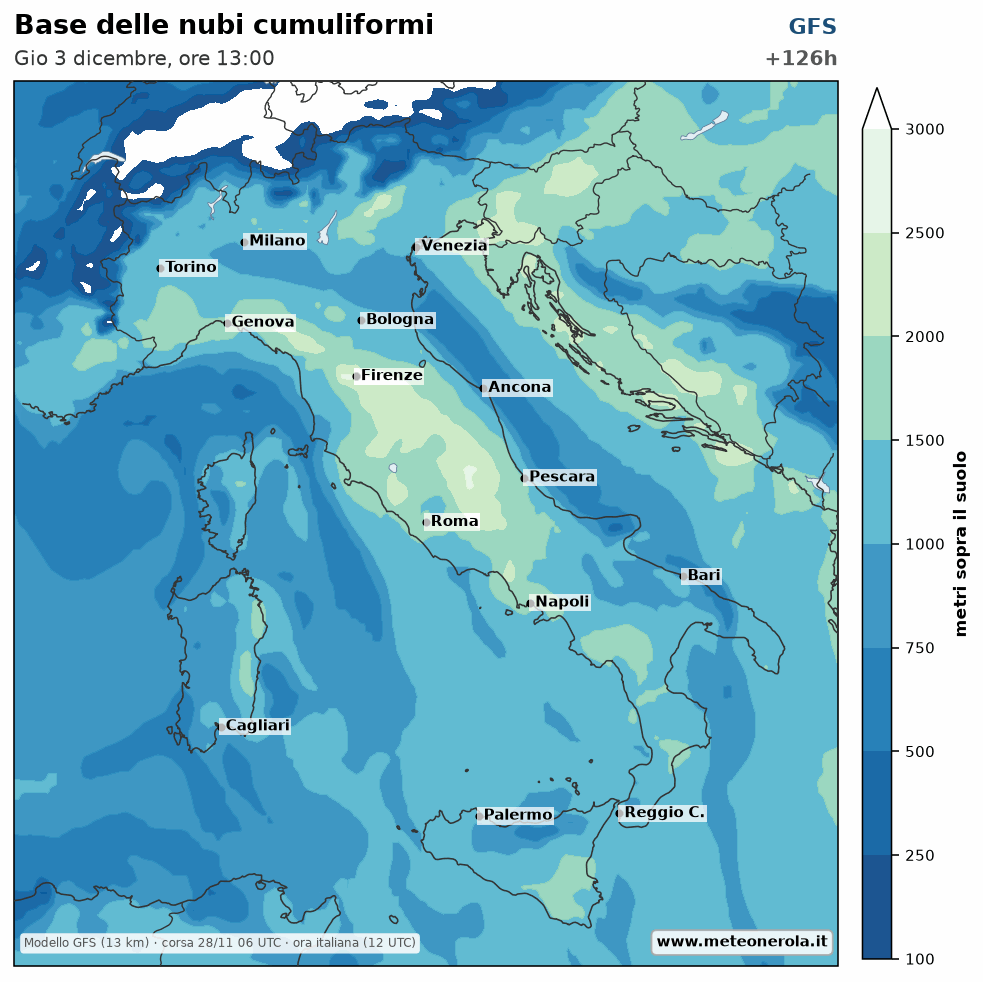 Base delle nubi cumuliformi
GFS
Gio 3 dicembre, ore 13:00
+126h
3000
2500
2000
1500
1000
750
500
250
100
metri sopra il suolo
Milano
Venezia
Torino
Genova
Bologna
Firenze
Ancona
Pescara
Roma
Bari
Napoli
Cagliari
Palermo
Reggio C.
Modello GFS (13 km) · corsa 28/11 06 UTC · ora italiana (12 UTC)
www.meteonerola.it